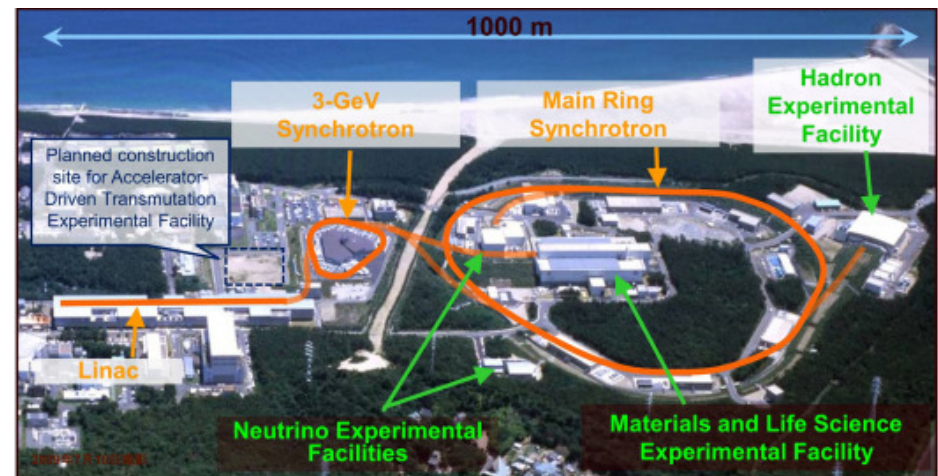 1000 m
3-GeV
Synchrotron
Main Ring
Synchrotron
Hadron
Experimental
Facility
Planned construction
site for Accelerator-
Driven Transmutation
Experimental Facility
Linac
Neutrino Experimental
Facilities
Materials and Life Science
Experimental Facility